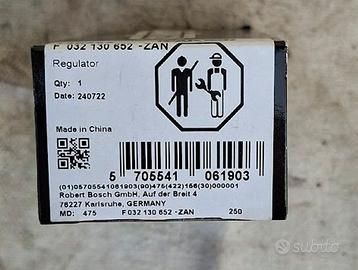 F 032 130 652 -ZAN
Regulator
Qty: 1
Date: 240722
Made in China
5 705541 061903
(01)05705541061903(90)475(422)156(30)000001
Robert Bosch GmbH, Auf der Breit 4
76227 Karlsruhe, GERMANY
MD: 475 F 032 130 652 -ZAN 250
subito